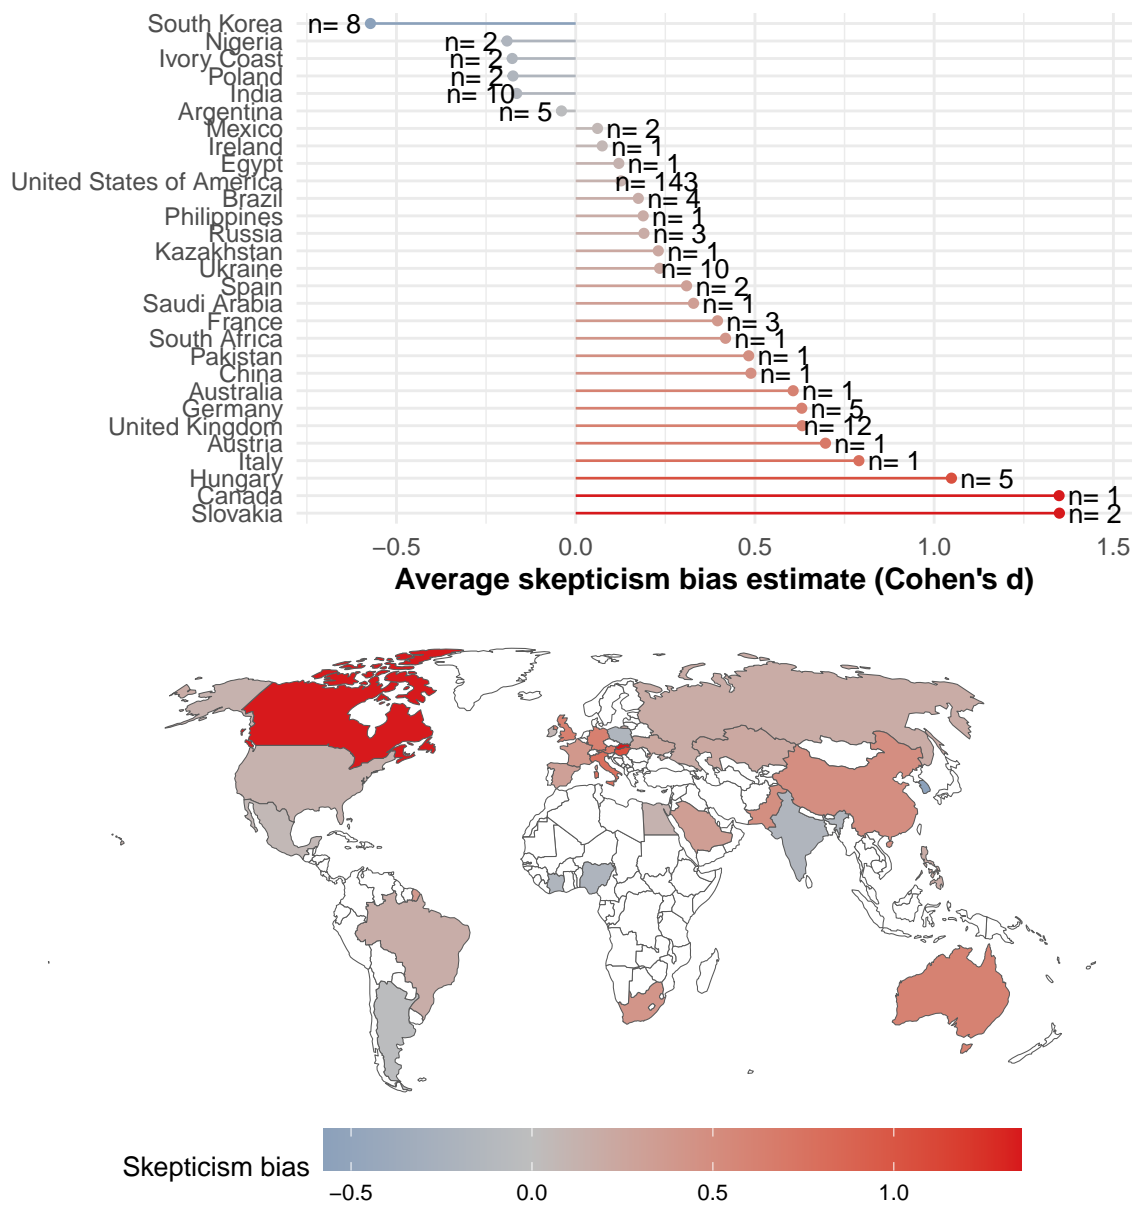 South Korea n= 8
Nigeria n= 2
Ivory Coast n= 2
Poland n= 2
India n= 10
Argentina n= 5
Mexico n= 2
Ireland n= 1
Egypt n= 1
United States of America n= 143
Brazil n= 4
Philippines n= 1
Russia n= 3
Kazakhstan n= 1
Ukraine n= 10
Spain n= 2
Saudi Arabia n= 1
France n= 3
South Africa n= 1
Pakistan n= 1
China n= 1
Australia n= 1
Germany n= 5
United Kingdom n= 12
Austria n= 1
Italy n= 1
Hungary n= 5
Canada n= 1
Slovakia n= 2
−0.5 0.0 0.5 1.0 1.5
Average skepticism bias estimate (Cohen's d)
Skepticism bias
−0.5 0.0 0.5 1.0